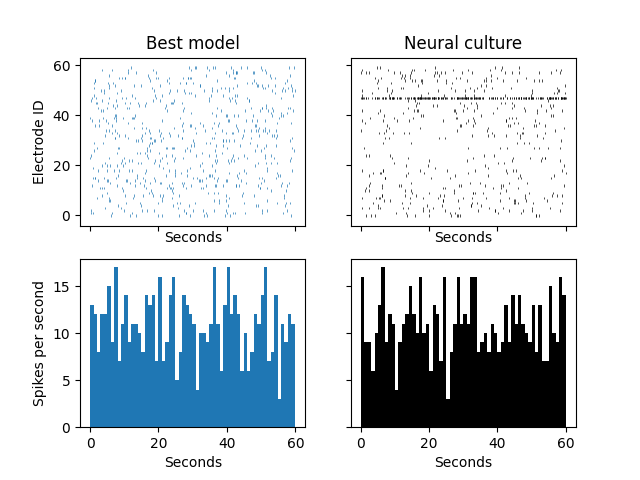 Best model
Neural culture
Electrode ID
60
40
20
0
Seconds
Seconds
Spikes per second
15
10
5
0
0 20 40 60
0 20 40 60
Seconds
Seconds